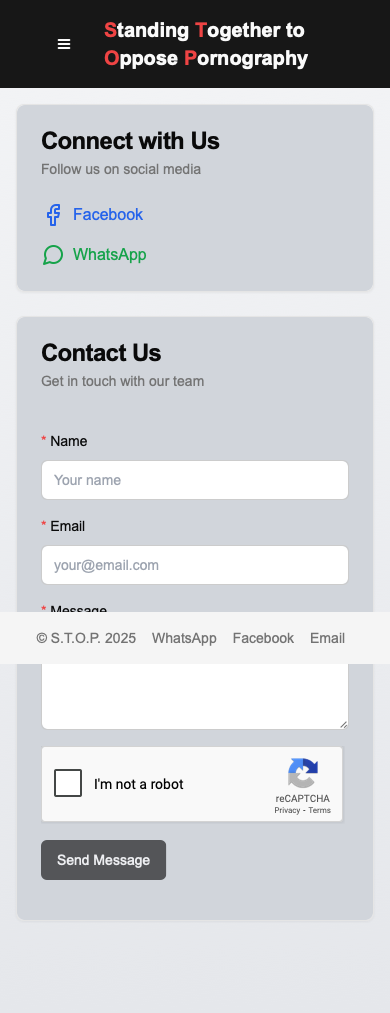 Standing Together to
Oppose Pornography
Connect with Us
Follow us on social media
Facebook
WhatsApp
Contact Us
Get in touch with our team
* Name
Your name
* Email
your@email.com
* Message
© S.T.O.P. 2025 WhatsApp Facebook Email
I'm not a robot
reCAPTCHA
Privacy - Terms
Send Message